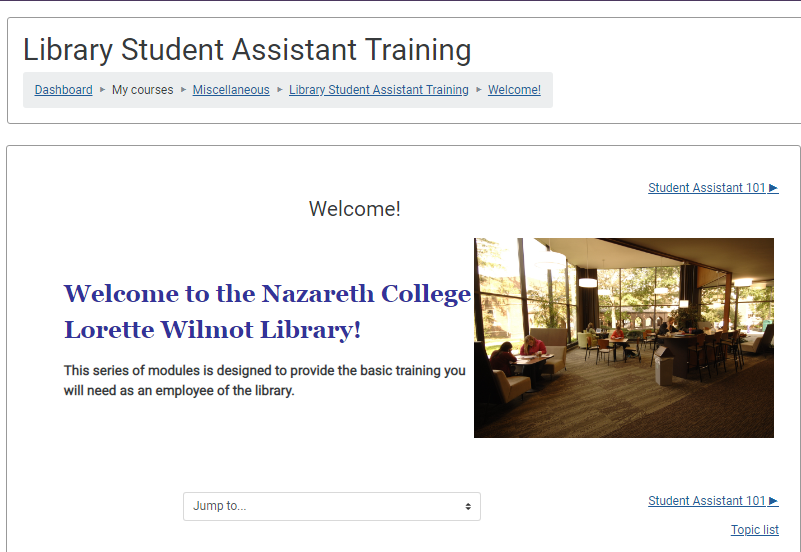 Library Student Assistant Training
Dashboard ► My courses ► Miscellaneous ► Library Student Assistant Training ► Welcome!
Student Assistant 101 ►
Welcome!
Welcome to the Nazareth College
Lorette Wilmot Library!
This series of modules is designed to provide the basic training you
will need as an employee of the library.
Jump to...
Student Assistant 101 ►
Topic list